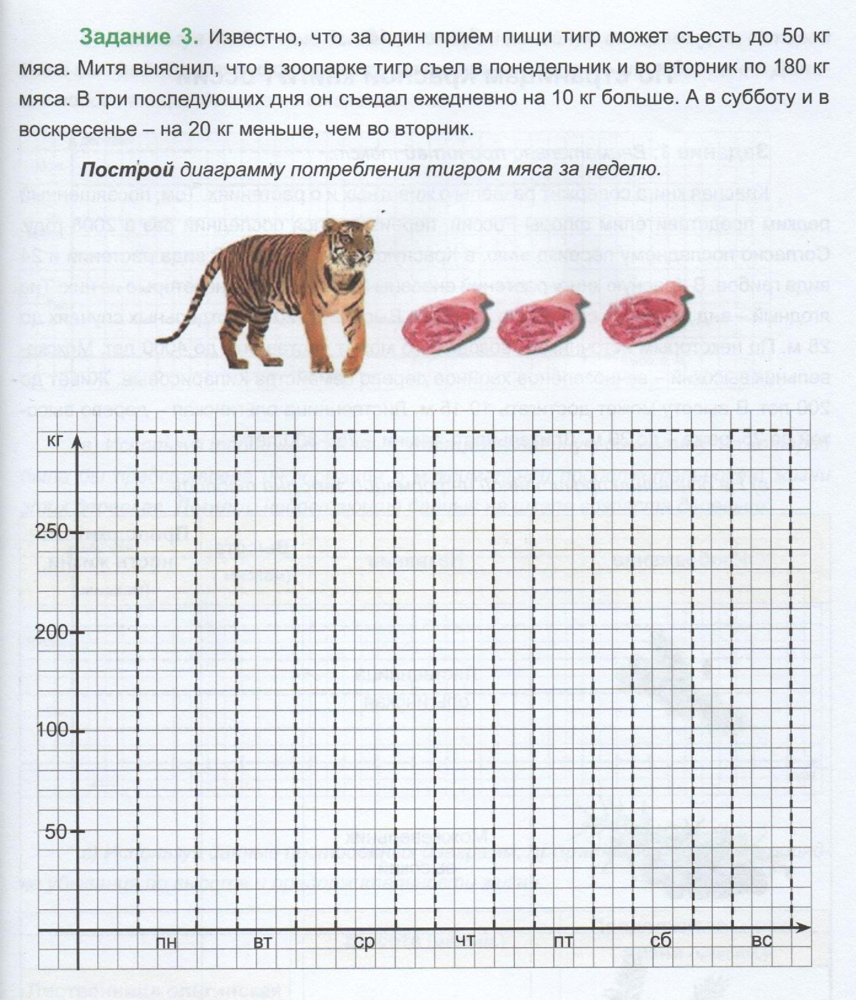 Задание 3. Известно, что за один приём пищи тигр может съесть до 50 кг
мяса. Митя выяснил, что в зоопарке тигр съел в понедельник и во вторник по 180 кг
мяса. В три последующих дня он съедал ежедневно на 10 кг больше. А в субботу и в
воскресенье – на 20 кг меньше, чем во вторник.
Построй диаграмму потребления тигром мяса за неделю.
кг
250
200
100
50
пн вт ср чт пт сб вс